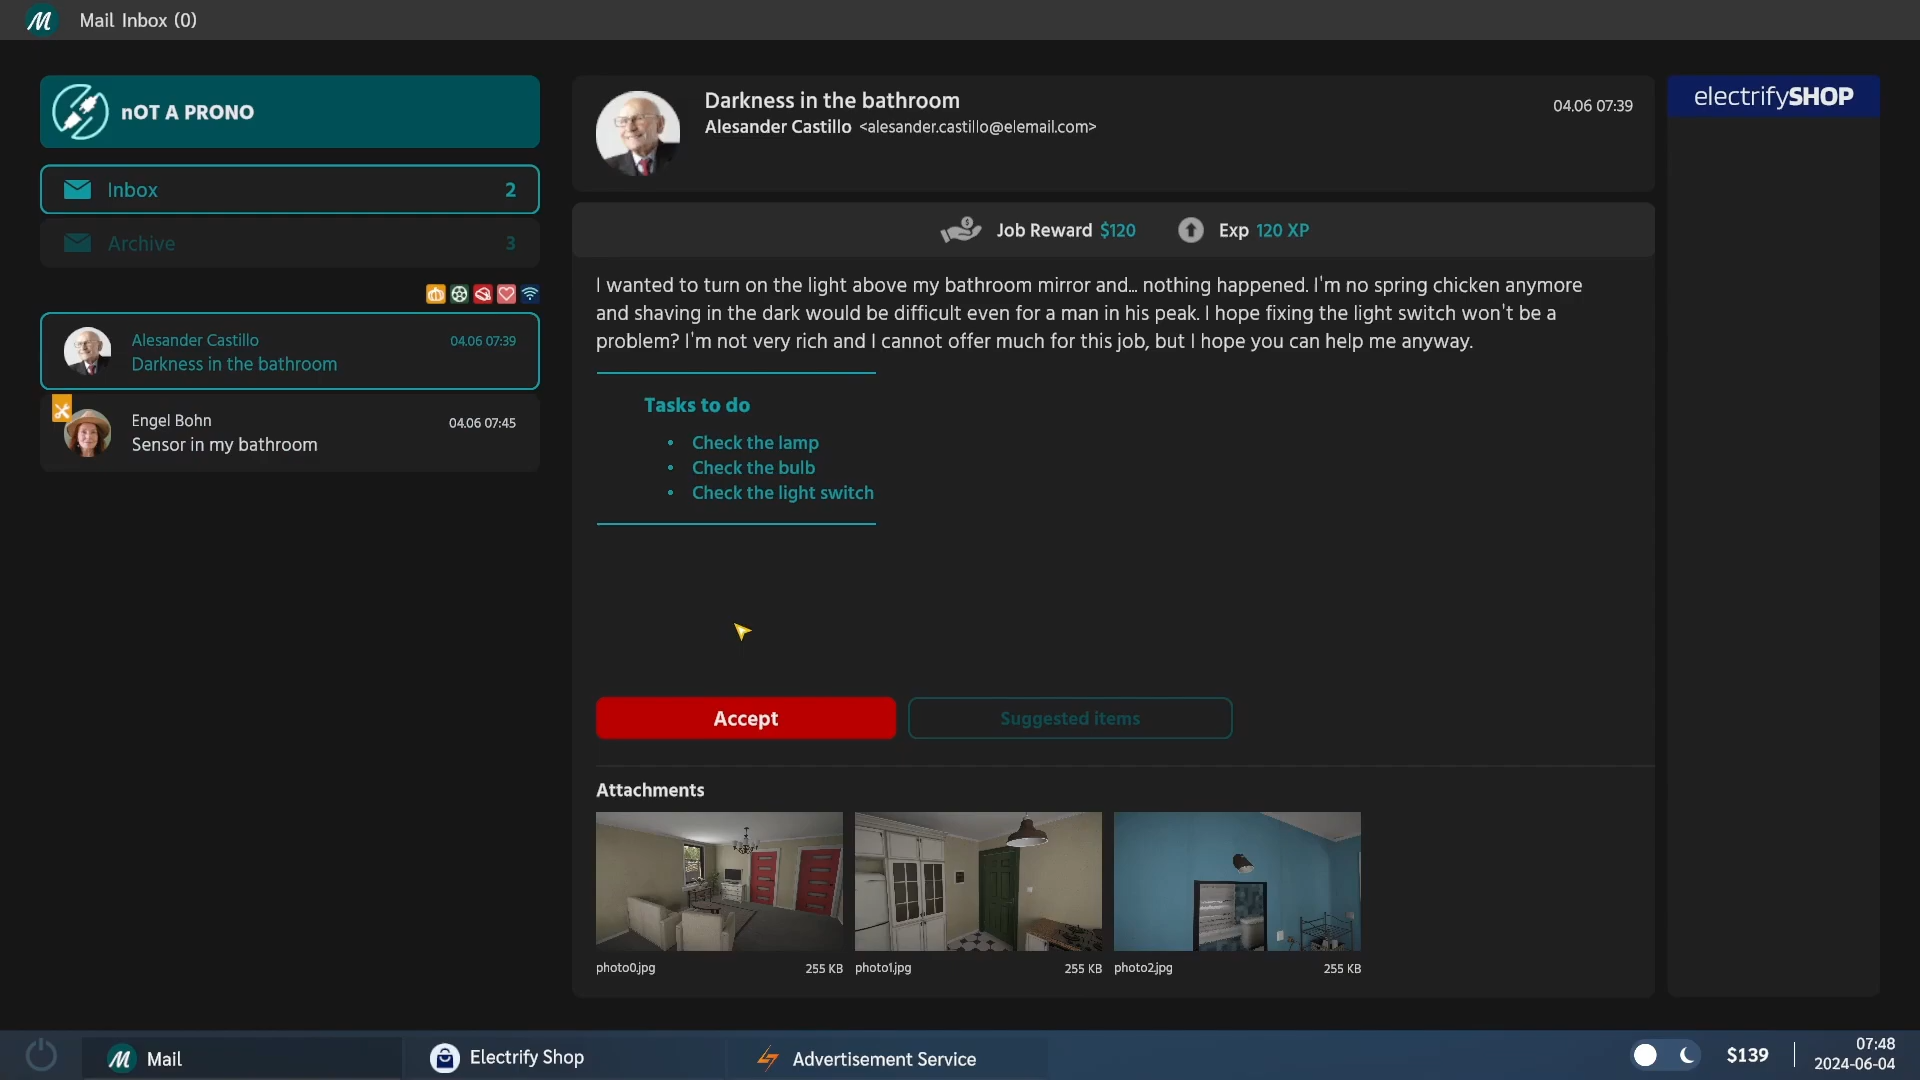 Mail Inbox (0)
nOT A PRONO
Inbox 2
Archive 3
Alesander Castillo 04.06 07:39
Darkness in the bathroom
Engel Bohn 04.06 07:45
Sensor in my bathroom
Darkness in the bathroom 04.06 07:39
Alesander Castillo <alesander.castillo@elemail.com>
Job Reward $120 Exp 120 XP
I wanted to turn on the light above my bathroom mirror and... nothing happened. I'm no spring chicken anymore
and shaving in the dark would be difficult even for a man in his peak. I hope fixing the light switch won't be a
problem? I'm not very rich and I cannot offer much for this job, but I hope you can help me anyway.
Tasks to do
• Check the lamp
• Check the bulb
• Check the light switch
Accept Suggested items
Attachments
photo0.jpg 255 KB photo1.jpg 255 KB photo2.jpg 255 KB
electrifySHOP
Mail Electrify Shop Advertisement Service $139
07:48
2024-06-04